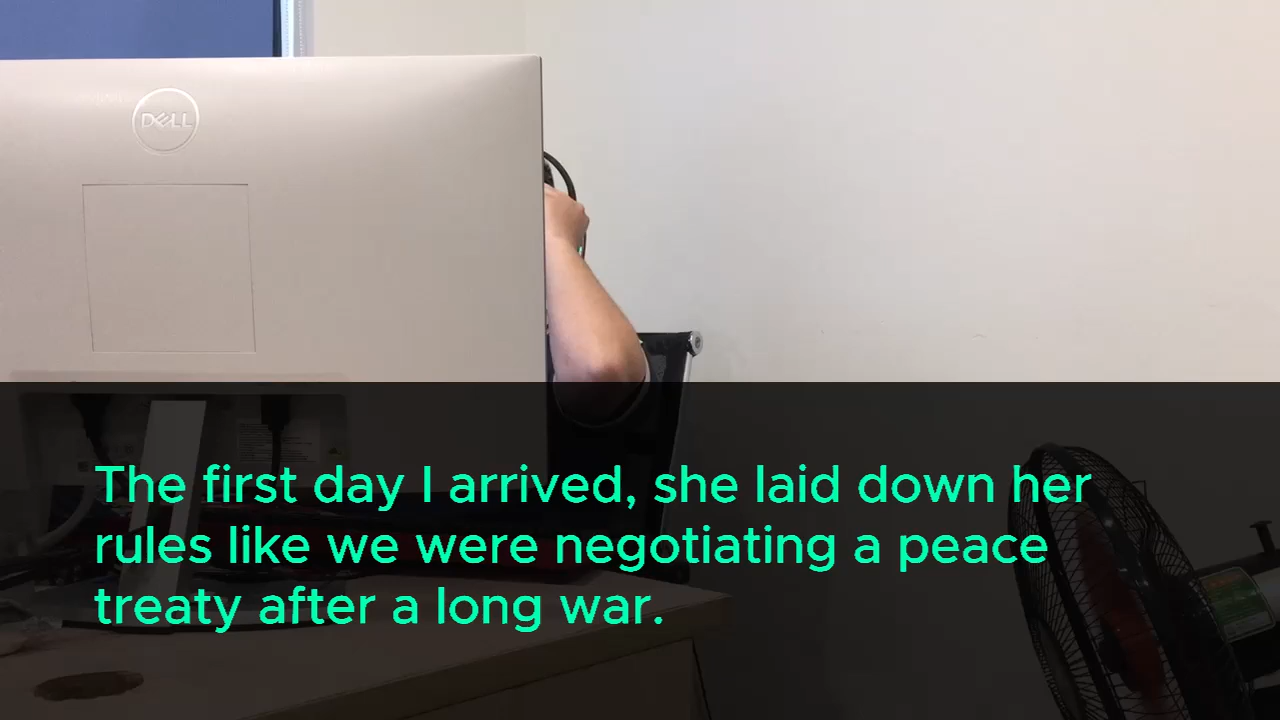 DELL
The first day I arrived, she laid down her
rules like we were negotiating a peace
treaty after a long war.